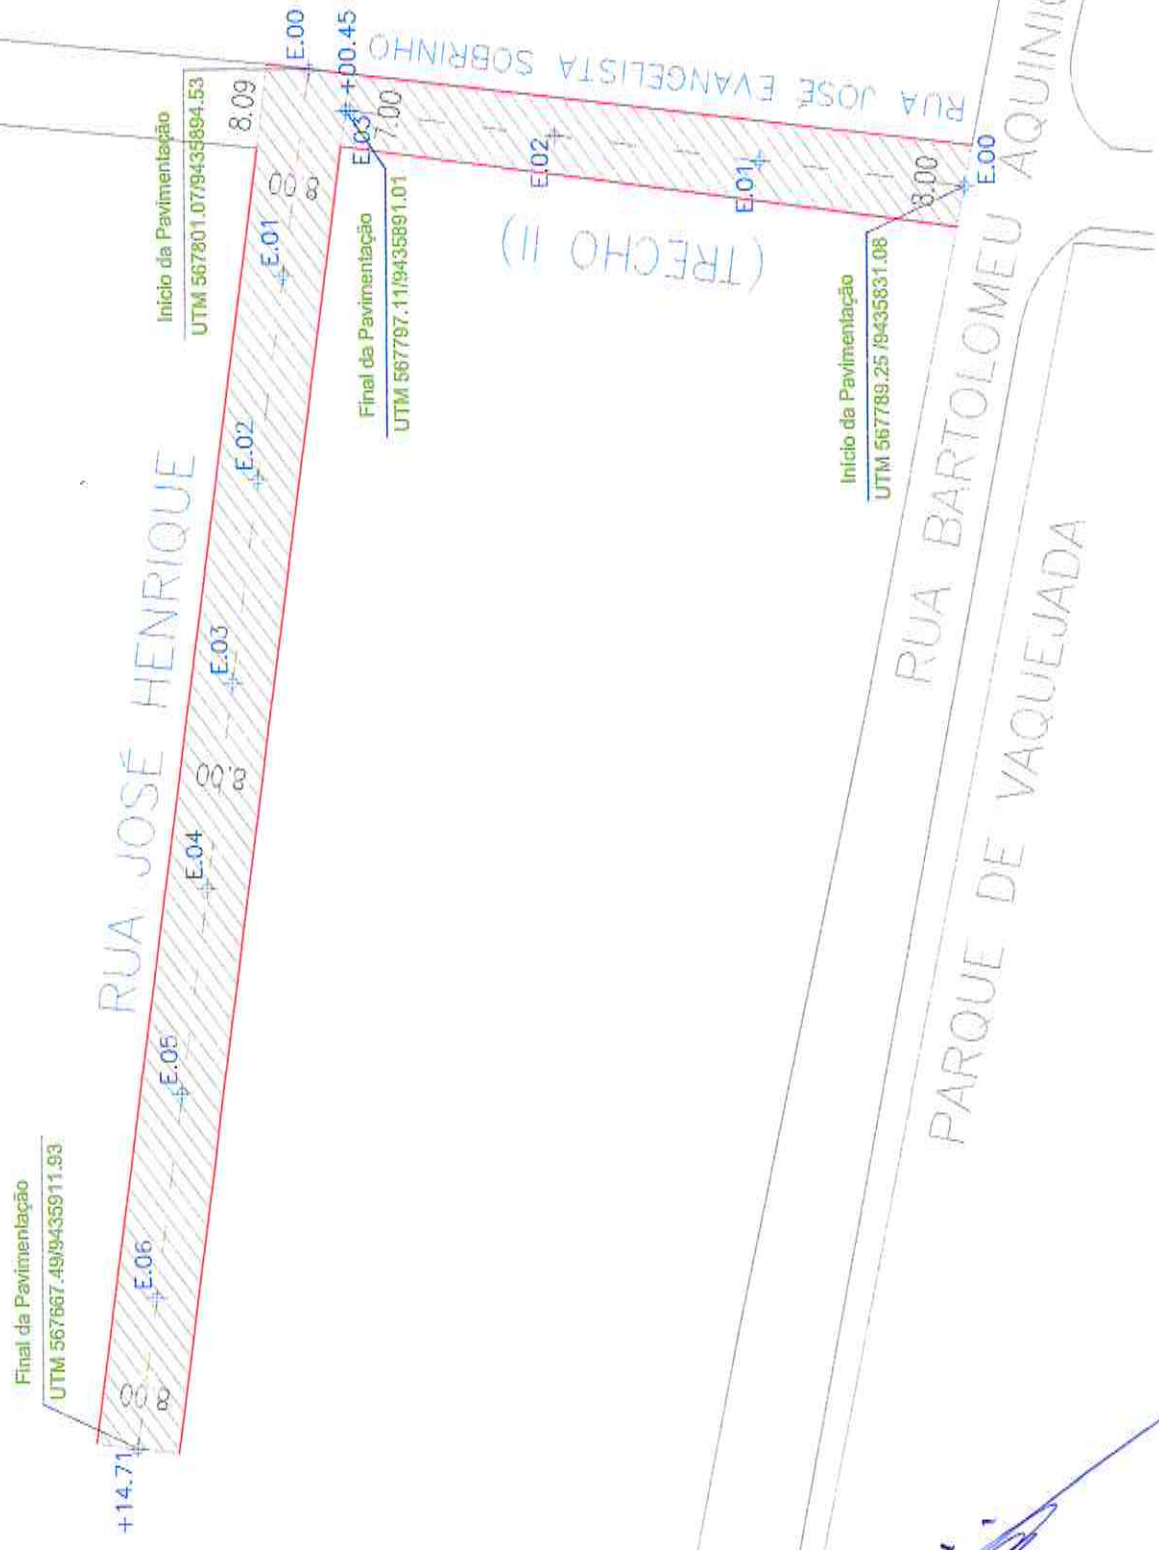 Início da Pavimentação
UTM 567801.07/9435894.53
8.09
E.00
+00.45
E.03
7.00
RUA JOSÉ EVANGELISTA SOBRINHO
(TRECHO II)
E.02
E.01
8.00
E.00
Final da Pavimentação
UTM 567797.11/9435891.01
Início da Pavimentação
UTM 567789.25 /9435831.08
RUA JOSÉ HENRIQUE
8.00
E.01
E.02
E.03
8.00
E.04
E.05
E.06
8.00
+14.71
Final da Pavimentação
UTM 567667.49/9435911.93
RUA BARTOLOMEU AQUINIO
PARQUE DE VAQUEJADA